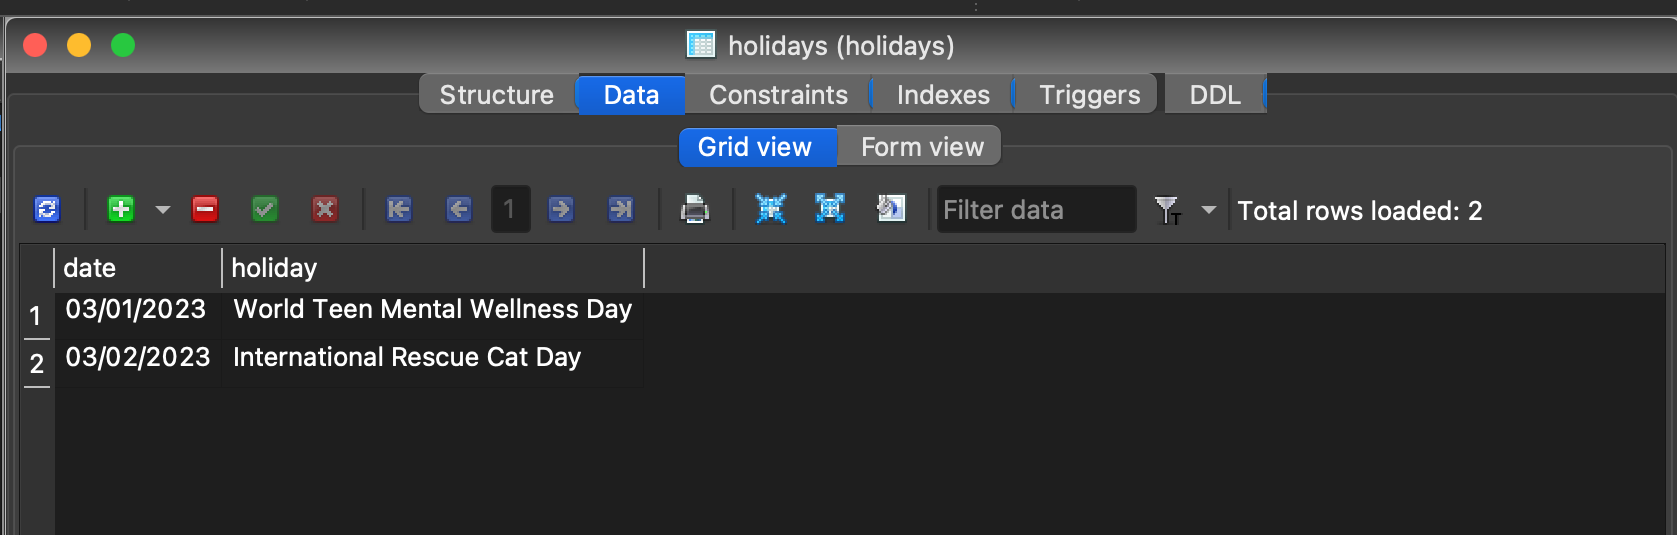 holidays (holidays)
Structure Data Constraints Indexes Triggers DDL
Grid view Form view
1 Filter data Total rows loaded: 2
date holiday
1 03/01/2023 World Teen Mental Wellness Day
2 03/02/2023 International Rescue Cat Day